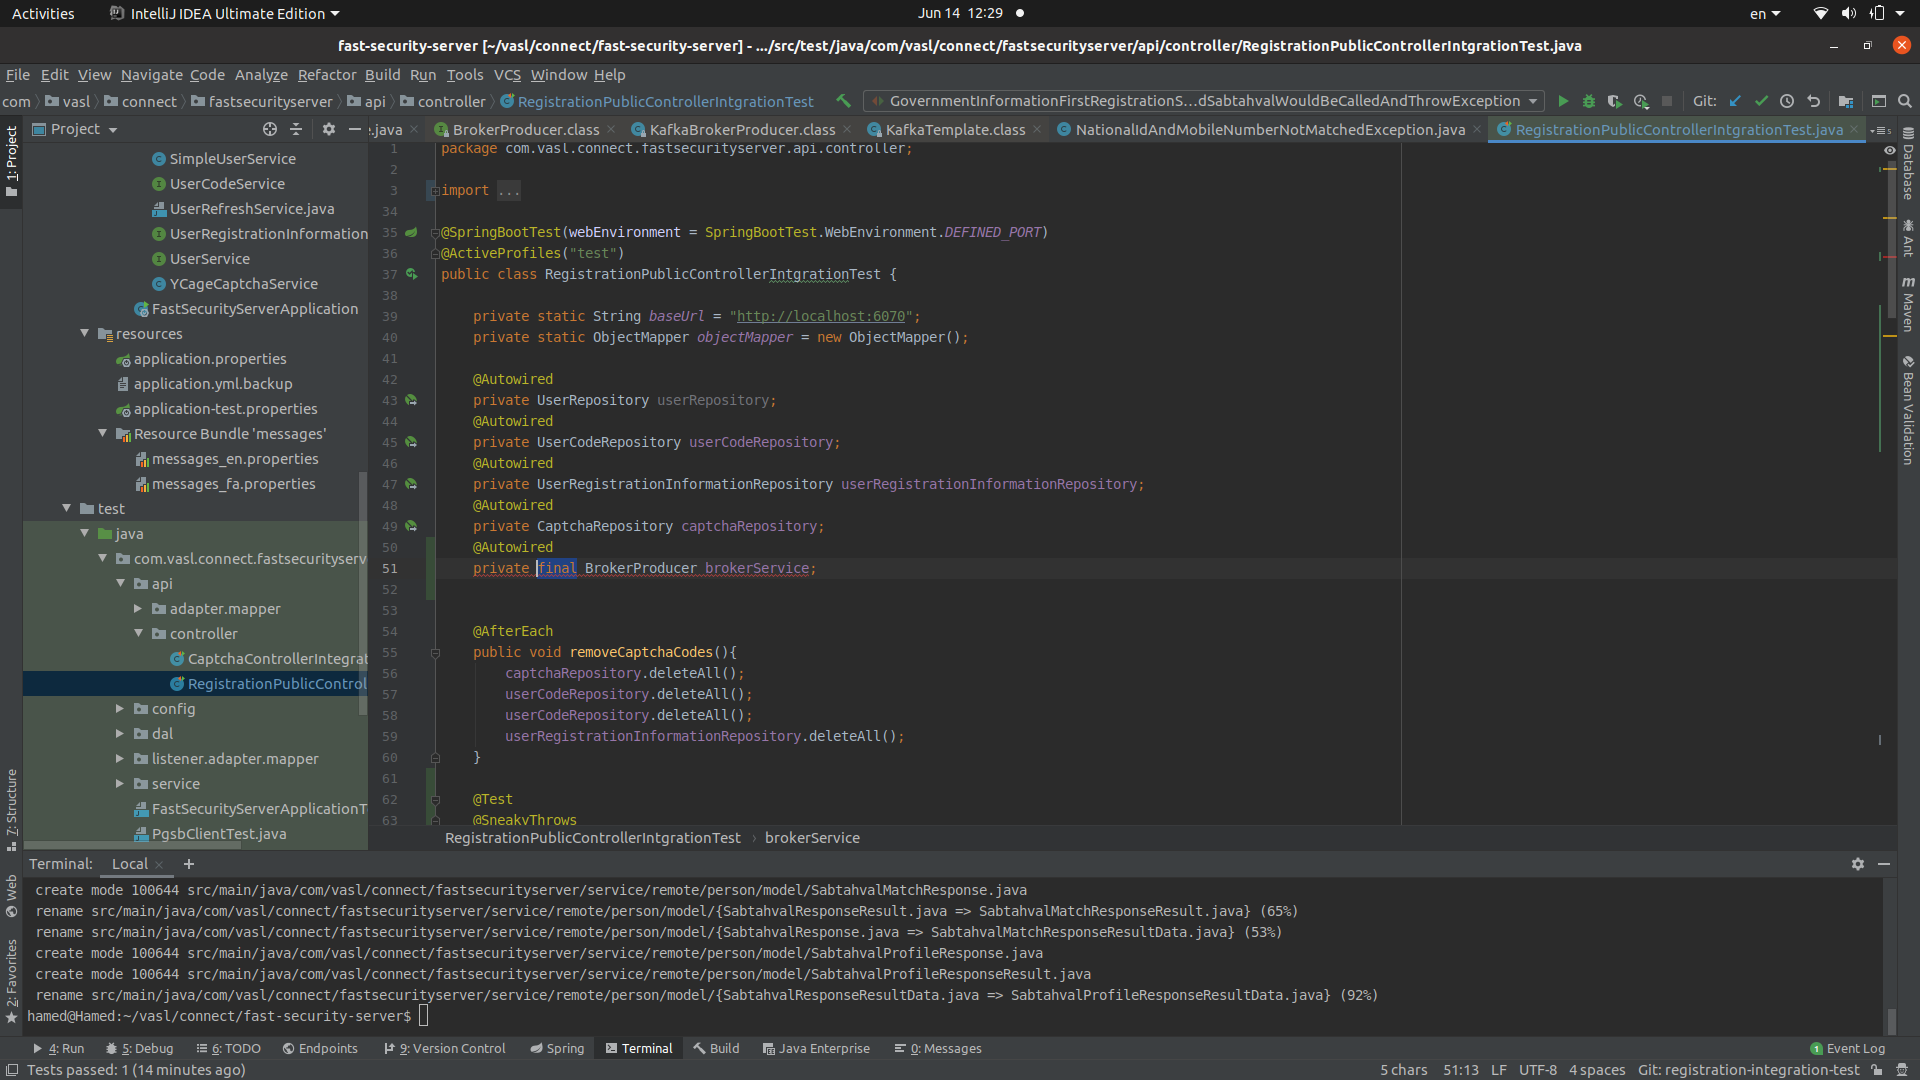 Activities
IntelliJ IDEA Ultimate Edition
Jun 14 12:29
en
fast-security-server [~/vasl/connect/fast-security-server] - .../src/test/java/com/vasl/connect/fastsecurityserver/api/controller/RegistrationPublicControllerIntgrationTest.java
File Edit View Navigate Code Analyze Refactor Build Run Tools VCS Window Help
com vasl connect fastsecurityserver api controller RegistrationPublicControllerIntgrationTest
GovernmentInformationFirstRegistrationS...dSabtahvalWouldBeCalledAndThrowException
Git:
Project
e.java BrokerProducer.class KafkaBrokerProducer.class KafkaTemplate.class NationalIdAndMobileNumberNotMatchedException.java RegistrationPublicControllerIntgrationTest.java
1: Project
7: Structure
Web
2: Favorites
SimpleUserService
UserCodeService
UserRefreshService.java
UserRegistrationInformation
UserService
YCageCaptchaService
FastSecurityServerApplication
resources
application.properties
application.yml.backup
application-test.properties
Resource Bundle 'messages'
messages_en.properties
messages_fa.properties
test
java
com.vasl.connect.fastsecurityserv
api
adapter.mapper
controller
CaptchaControllerIntegrat
RegistrationPublicControl
config
dal
listener.adapter.mapper
service
FastSecurityServerApplicationT
PgsbClientTest.java
1 package com.vasl.connect.fastsecurityserver.api.controller;
2
3 import ...
34
35 @SpringBootTest(webEnvironment = SpringBootTest.WebEnvironment.DEFINED_PORT)
36 @ActiveProfiles("test")
37 public class RegistrationPublicControllerIntgrationTest {
38
39 private static String baseUrl = "http://localhost:6070";
40 private static ObjectMapper objectMapper = new ObjectMapper();
41
42 @Autowired
43 private UserRepository userRepository;
44 @Autowired
45 private UserCodeRepository userCodeRepository;
46 @Autowired
47 private UserRegistrationInformationRepository userRegistrationInformationRepository;
48 @Autowired
49 private CaptchaRepository captchaRepository;
50 @Autowired
51 private final BrokerProducer brokerService;
52
53
54 @AfterEach
55 public void removeCaptchaCodes(){
56 captchaRepository.deleteAll();
57 userCodeRepository.deleteAll();
58 userCodeRepository.deleteAll();
59 userRegistrationInformationRepository.deleteAll();
60 }
61
62 @Test
63 @SneakyThrows
RegistrationPublicControllerIntgrationTest › brokerService
Database
Ant
Maven
Bean Validation
Terminal: Local +
create mode 100644 src/main/java/com/vasl/connect/fastsecurityserver/service/remote/person/model/SabtahvalMatchResponse.java
rename src/main/java/com/vasl/connect/fastsecurityserver/service/remote/person/model/{SabtahvalResponseResult.java => SabtahvalMatchResponseResult.java} (65%)
rename src/main/java/com/vasl/connect/fastsecurityserver/service/remote/person/model/{SabtahvalResponse.java => SabtahvalMatchResponseResultData.java} (53%)
create mode 100644 src/main/java/com/vasl/connect/fastsecurityserver/service/remote/person/model/SabtahvalProfileResponse.java
create mode 100644 src/main/java/com/vasl/connect/fastsecurityserver/service/remote/person/model/SabtahvalProfileResponseResult.java
rename src/main/java/com/vasl/connect/fastsecurityserver/service/remote/person/model/{SabtahvalResponseResultData.java => SabtahvalProfileResponseResultData.java} (92%)
hamed@Hamed:~/vasl/connect/fast-security-server$
4: Run 5: Debug 6: TODO Endpoints 9: Version Control Spring Terminal Build Java Enterprise 0: Messages
1 Event Log
Tests passed: 1 (14 minutes ago)
5 chars 51:13 LF UTF-8 4 spaces Git: registration-integration-test